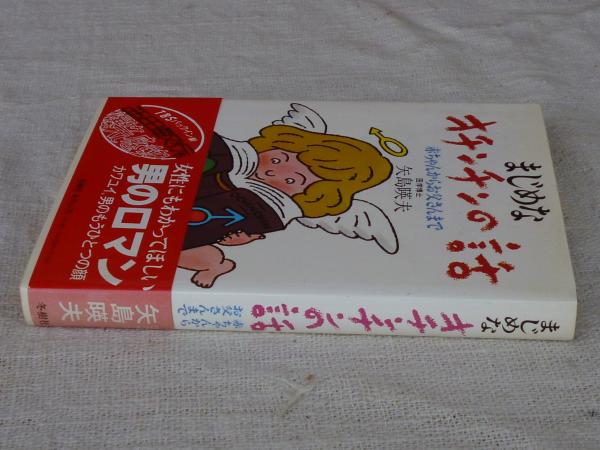 まじめな
オチンチンの話
赤ちゃんからお父さんまで
医学博士
矢島暎夫
女性にもわかってほしい
男のロマン
カワユイ男のもうひとつの顔
まじめな
オチンチンの話
赤ちゃんから
お父さんまで
矢島暎夫